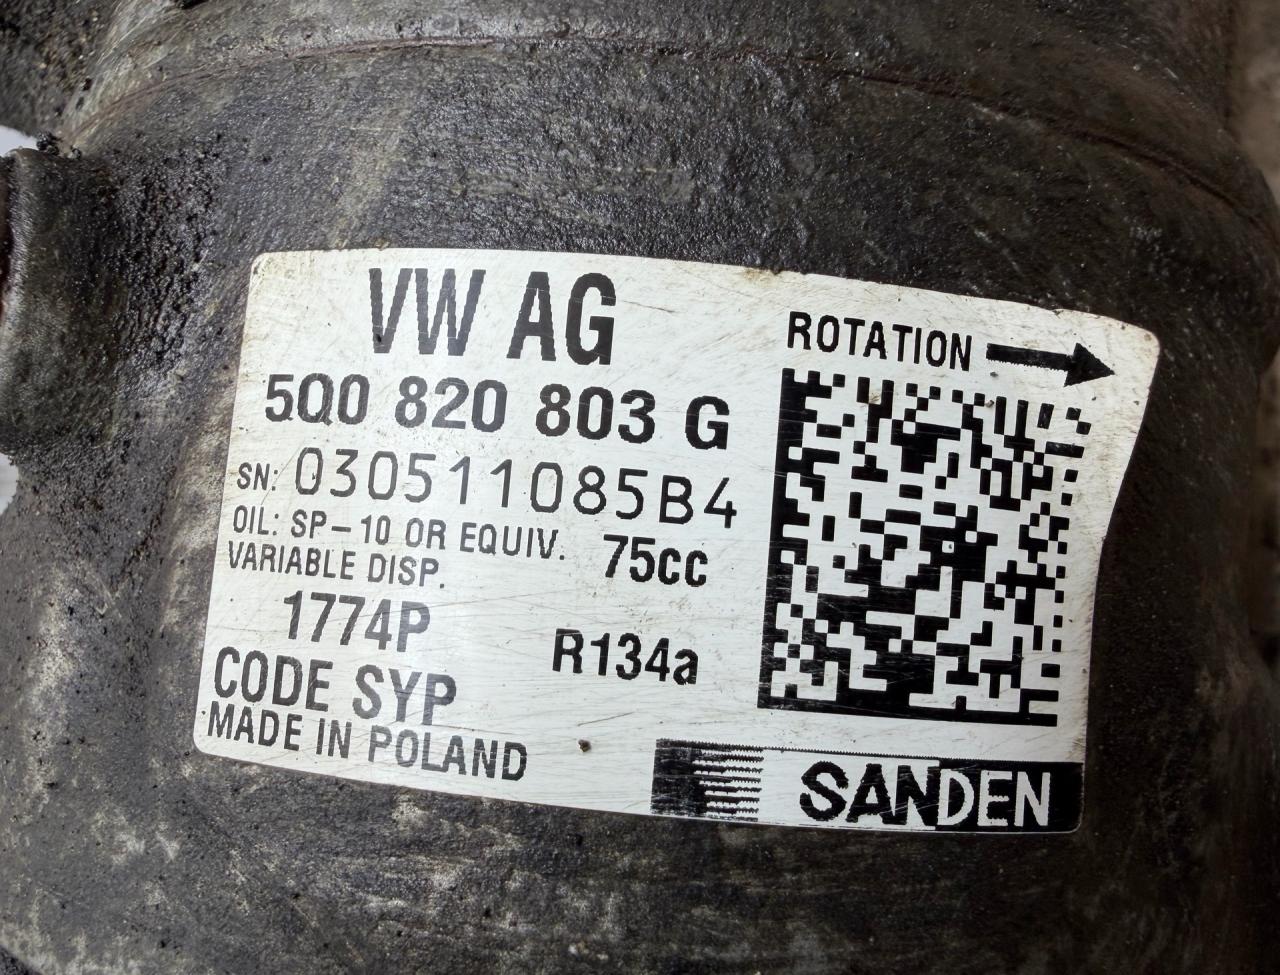 VW AG
ROTATION
5Q0 820 803 G
SN: 030511085B4
OIL: SP-10 OR EQUIV. 75cc
VARIABLE DISP.
1774P
R134a
CODE SYP
MADE IN POLAND
SANDEN